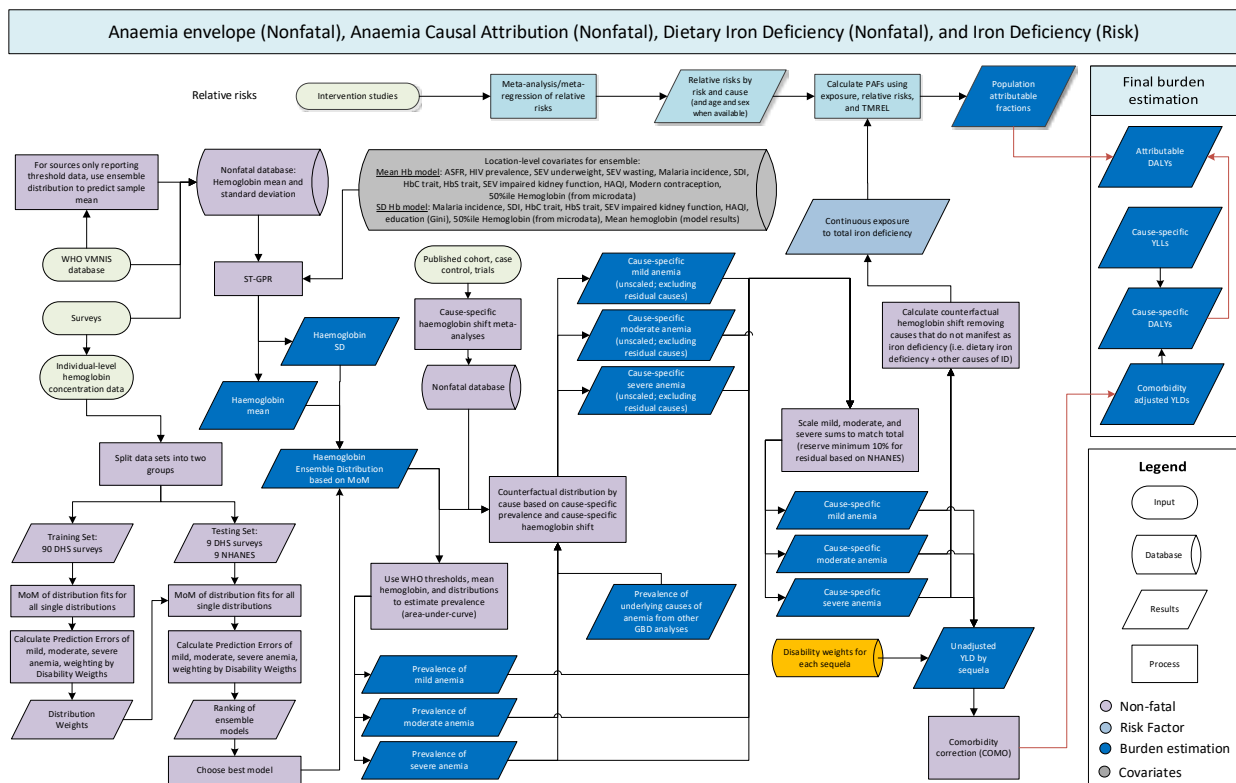 Anaemia envelope (Nonfatal), Anaemia Causal Attribution (Nonfatal), Dietary Iron Deficiency (Nonfatal), and Iron Deficiency (Risk)
Relative risks
Intervention studies
Meta-analysis/meta-
regression of relative
risks
Relative risks by
risk and cause
(and age and sex
when available)
Calculate PAFs using
exposure, relative risks,
and TMREL
Population
attributable
fractions
Final burden
estimation
For sources only reporting
threshold data, use
ensemble distribution to
predict sample
mean
Nonfatal database:
Hemoglobin mean and
standard deviation
Location-level covariates for ensemble:
Mean Hb model: ASFR, HIV prevalence, SEV underweight, SEV wasting, Malaria incidence, SDI,
HbC trait, HbS trait, SEV impaired kidney function, HAQI, Modern contraception,
50%ile Hemoglobin (from microdata)
SD Hb model: Malaria incidence, SDI, HbC trait, HbS trait, SEV impaired kidney function, HAQI,
education (Gini), 50%ile Hemoglobin (from microdata), Mean hemoglobin (model results)
Continuous exposure
to total iron deficiency
Attributable
DALYs
Cause-specific
YLLs
Cause-specific
DALYs
Comorbidity
adjusted YLDs
WHO VMNIS
database
Surveys
Individual-level
hemoglobin
concentration data
ST-GPR
Haemoglobin
SD
Haemoglobin
mean
Published cohort, case
control, trials
Cause-specific
haemoglobin shift meta-
analyses
Nonfatal database
Cause-specific
mild anemia
(unscaled; excluding
residual causes)
Cause-specific
moderate anemia
(unscaled; excluding
residual causes)
Cause-specific
severe anemia
(unscaled; excluding
residual causes)
Calculate counterfactual
hemoglobin shift removing
causes that do not manifest as
iron deficiency (i.e. dietary iron
deficiency + other causes of ID)
Split data sets into two
groups
Haemoglobin
Ensemble Distribution
based on MoM
Counterfactual distribution by
cause based on cause-specific
prevalence and cause-specific
haemoglobin shift
Scale mild, moderate, and
severe sums to match total
(reserve minimum 10% for
residual based on NHANES)
Training Set:
90 DHS surveys
Testing Set:
9 DHS surveys
9 NHANES
MoM of distribution fits for
all single distributions
MoM of distribution fits for all
single distributions
Calculate Prediction Errors of
mild, moderate, severe
anemia, weighting by
Disability Weigths
Calculate Prediction Errors of
mild, moderate, severe anemia,
weighting by Disability Weigths
Distribution
Weights
Ranking of
ensemble
models
Choose best model
Use WHO thresholds, mean
hemoglobin, and distributions
to estimate prevalence
(area-under-curve)
Prevalence of
underlying causes of
anemia from other
GBD analyses
Prevalence of
mild anemia
Prevalence of
moderate anemia
Prevalence of
severe anemia
Cause-specific
mild anemia
Cause-specific
moderate anemia
Cause-specific
severe anemia
Disability weights for
each sequela
Unadjusted
YLD by
sequela
Comorbidity
correction (COMO)
Legend
Input
Database
Results
Process
Non-fatal
Risk Factor
Burden estimation
Covariates